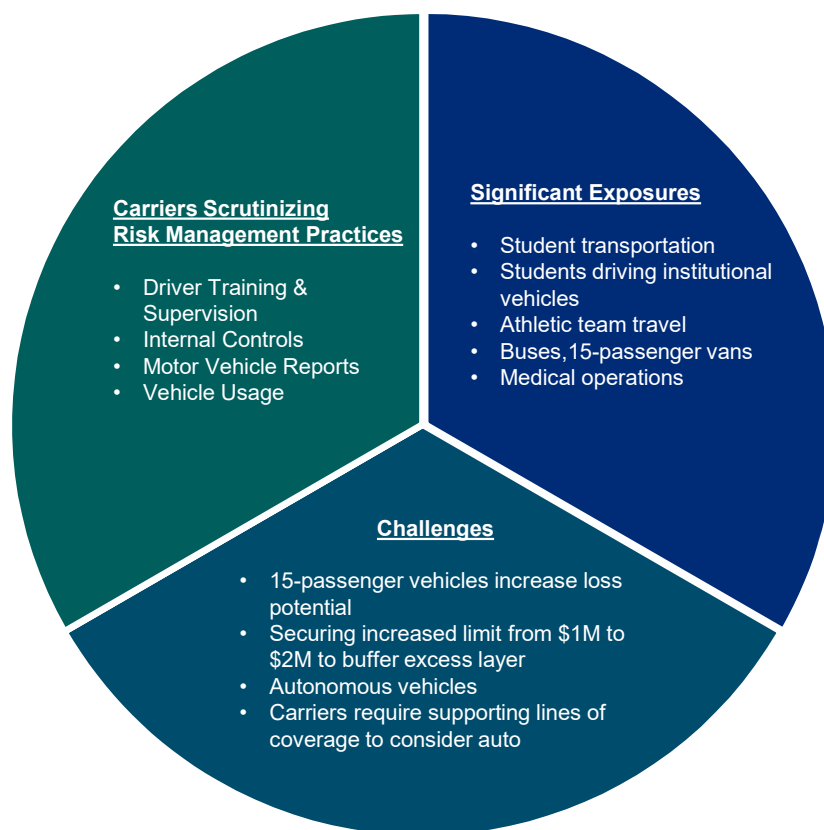 Carriers Scrutinizing
Risk Management Practices
• Driver Training &
Supervision
• Internal Controls
• Motor Vehicle Reports
• Vehicle Usage
Significant Exposures
• Student transportation
• Students driving institutional
vehicles
• Athletic team travel
• Buses,15-passenger vans
• Medical operations
Challenges
• 15-passenger vehicles increase loss
potential
• Securing increased limit from $1M to
$2M to buffer excess layer
• Autonomous vehicles
• Carriers require supporting lines of
coverage to consider auto